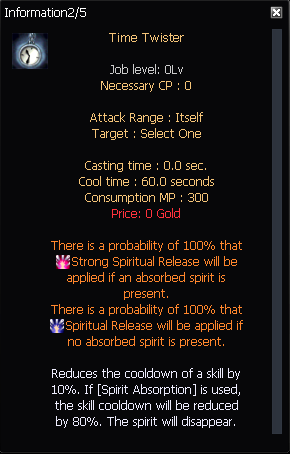 Information2/5
Time Twister
Job level: 0Lv
Necessary CP : 0
Attack Range : Itself
Target : Select One
Casting time : 0.0 sec.
Cool time : 60.0 seconds
Consumption MP : 300
Price: 0 Gold
There is a probability of 100% that
Strong Spiritual Release will be
applied if an absorbed spirit is
present.
There is a probability of 100% that
Spiritual Release will be applied if
no absorbed spirit is present.
Reduces the cooldown of a skill by
10%. If [Spirit Absorption] is used,
the skill cooldown will be reduced
by 80%. The spirit will disappear.